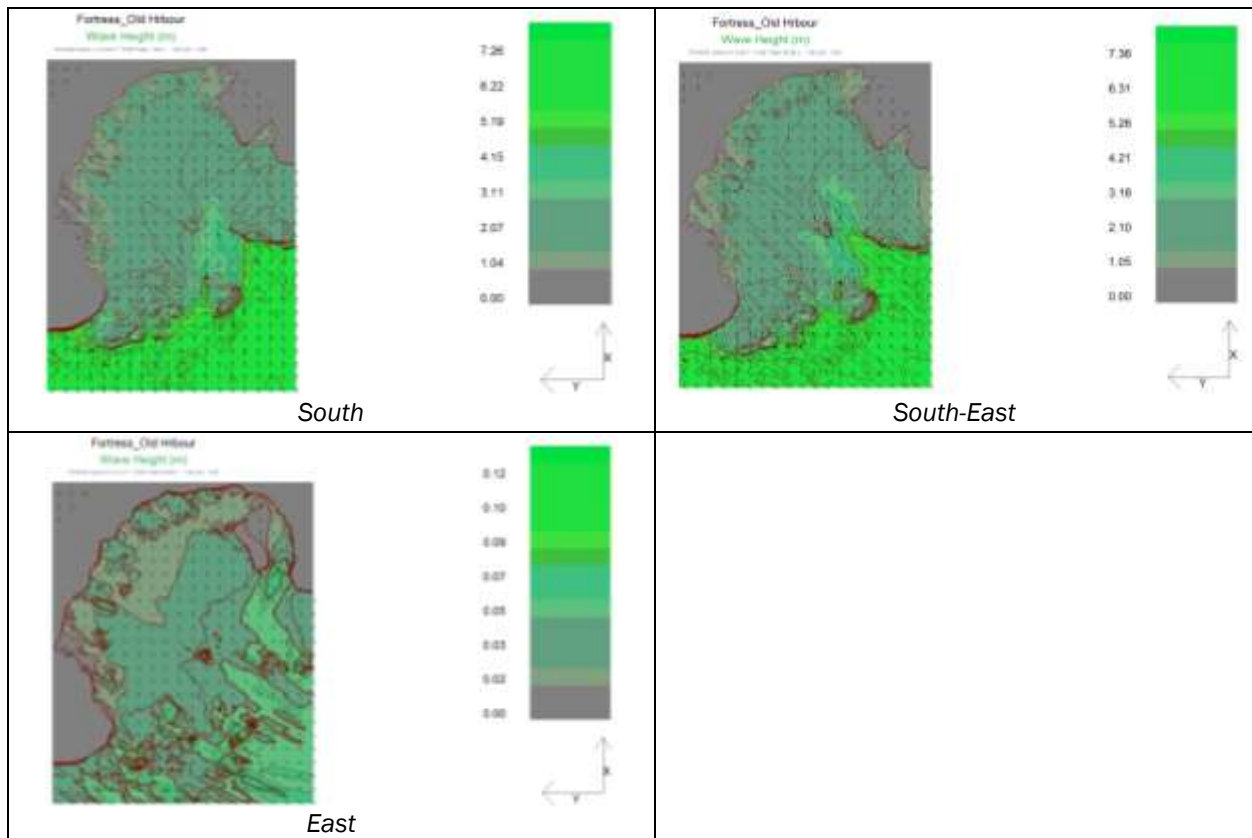 Fortress_Old Hrbour
Wave Height (m)
7.26
6.22
5.19
4.15
3.11
2.07
1.04
0.00
X
Y
South
Fortress_Old Hrbour
Wave Height (m)
7.36
6.31
5.26
4.21
3.16
2.10
1.05
0.00
X
Y
South-East
Fortress_Old Hrbour
Wave Height (m)
0.12
0.10
0.09
0.07
0.05
0.03
0.02
0.00
X
Y
East